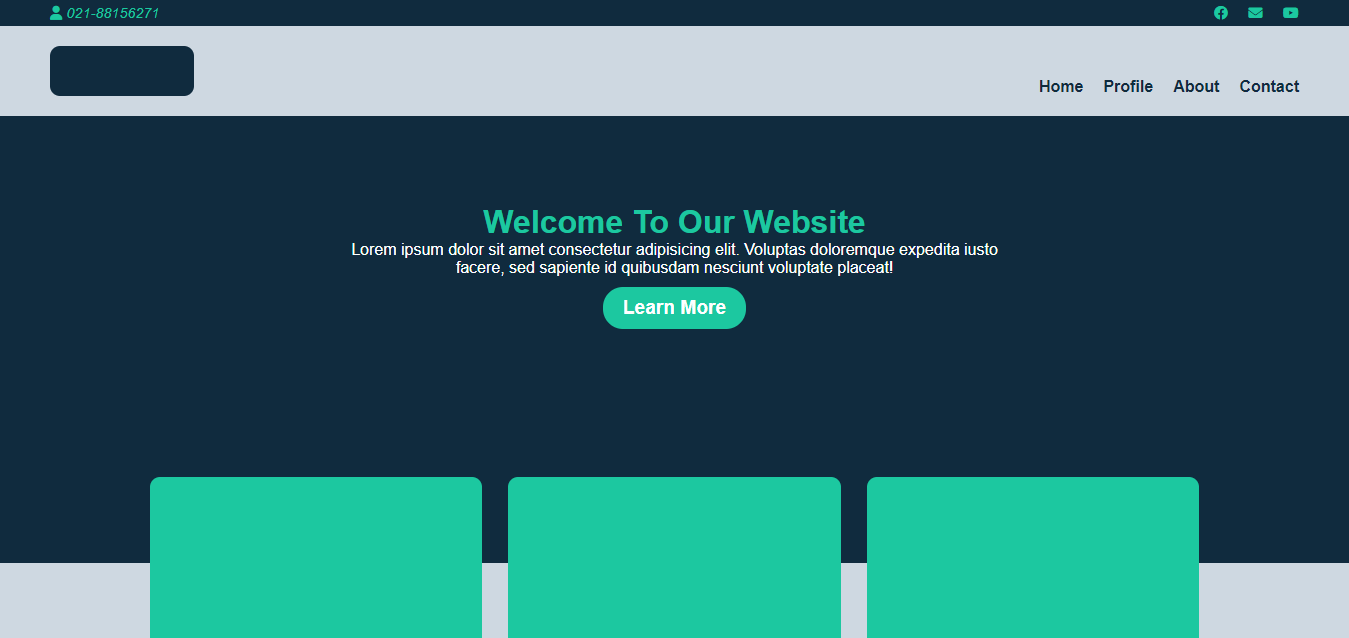 021-88156271
Home Profile About Contact
Welcome To Our Website
Lorem ipsum dolor sit amet consectetur adipisicing elit. Voluptas doloremque expedita iusto
facere, sed sapiente id quibusdam nesciunt voluptate placeat!
Learn More